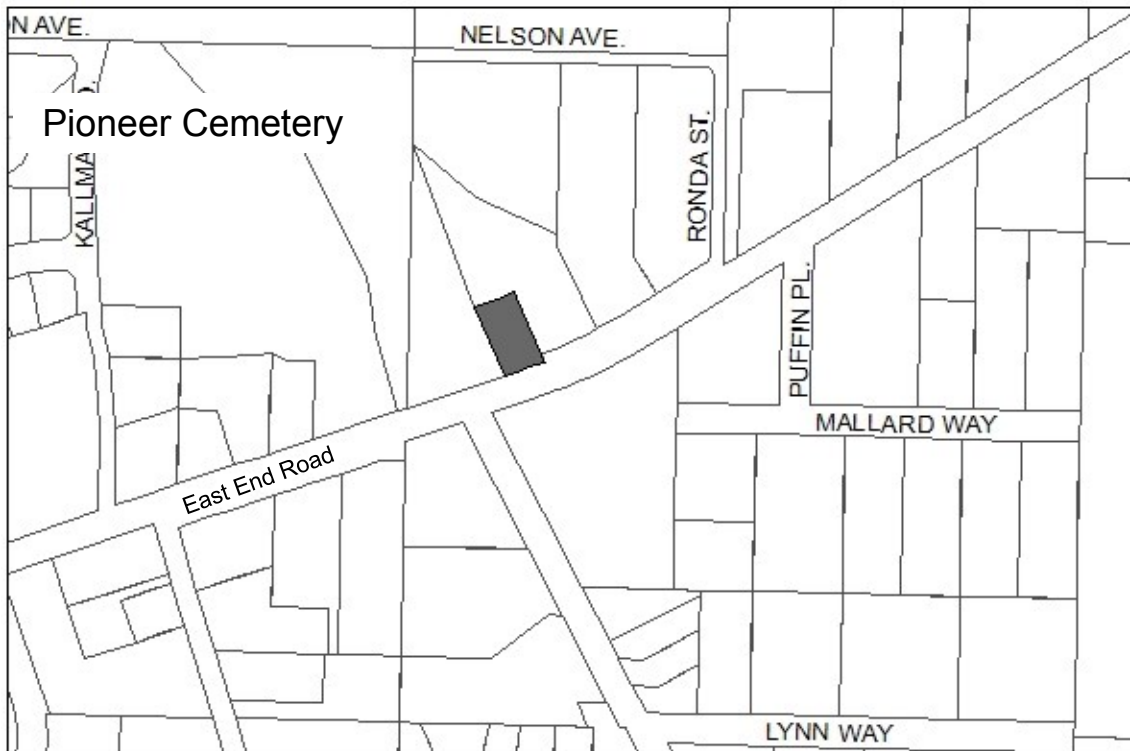 N AVE.
NELSON AVE.
Pioneer Cemetery
KALLMA
RONDA ST.
PUFFIN PL.
MALLARD WAY
East End Road
LYNN WAY